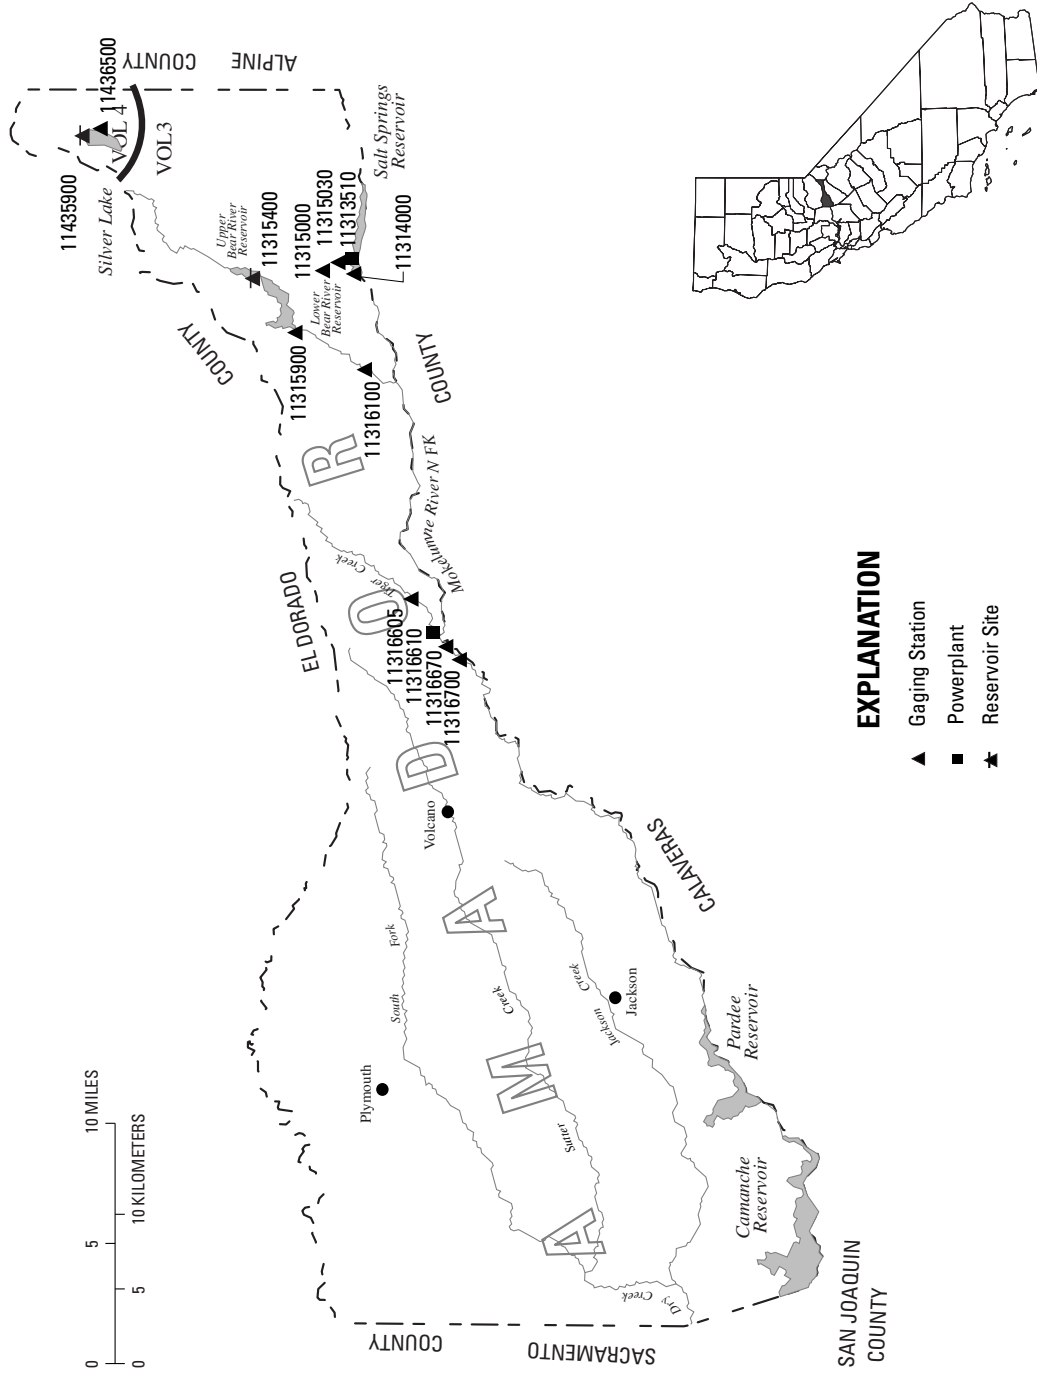 0 5 10 MILES
0 5 10 KILOMETERS
ALPINE COUNTY
11436500
VOL 4
VOL3
11435900
Silver Lake
Upper
Bear River
Reservoir
11315400
11315000
11315030
11313510
Salt Springs
Reservoir
11314000
Lower
Bear River
Reservoir
11315900
11316100
EL DORADO COUNTY
CALAVERAS COUNTY
Mokelumne River N FK
Tiger Creek
11316605
11316610
11316670
11316700
AMADOR
Volcano
South Fork
Plymouth
Sutter Creek
Jackson Creek
Jackson
Pardee
Reservoir
Camanche
Reservoir
Dry Creek
SACRAMENTO COUNTY
SAN JOAQUIN
COUNTY
EXPLANATION
Gaging Station
Powerplant
Reservoir Site